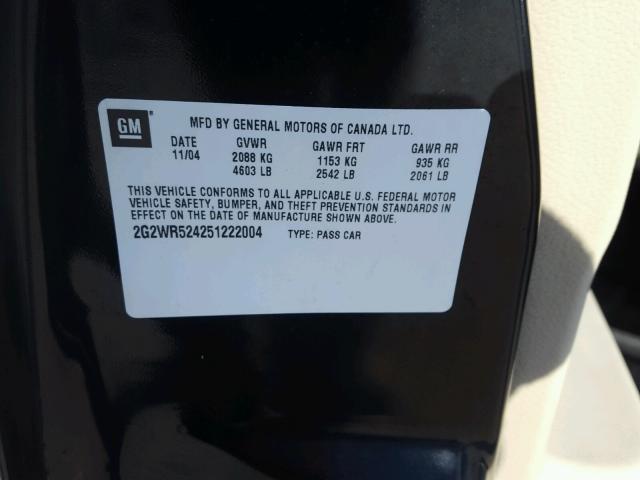 GM
MFD BY GENERAL MOTORS OF CANADA LTD.
DATE GVWR GAWR FRT GAWR RR
11/04 2088 KG 1153 KG 935 KG
4603 LB 2542 LB 2061 LB
THIS VEHICLE CONFORMS TO ALL APPLICABLE U.S. FEDERAL MOTOR
VEHICLE SAFETY, BUMPER, AND THEFT PREVENTION STANDARDS IN
EFFECT ON THE DATE OF MANUFACTURE SHOWN ABOVE.
2G2WR524251222004 TYPE: PASS CAR